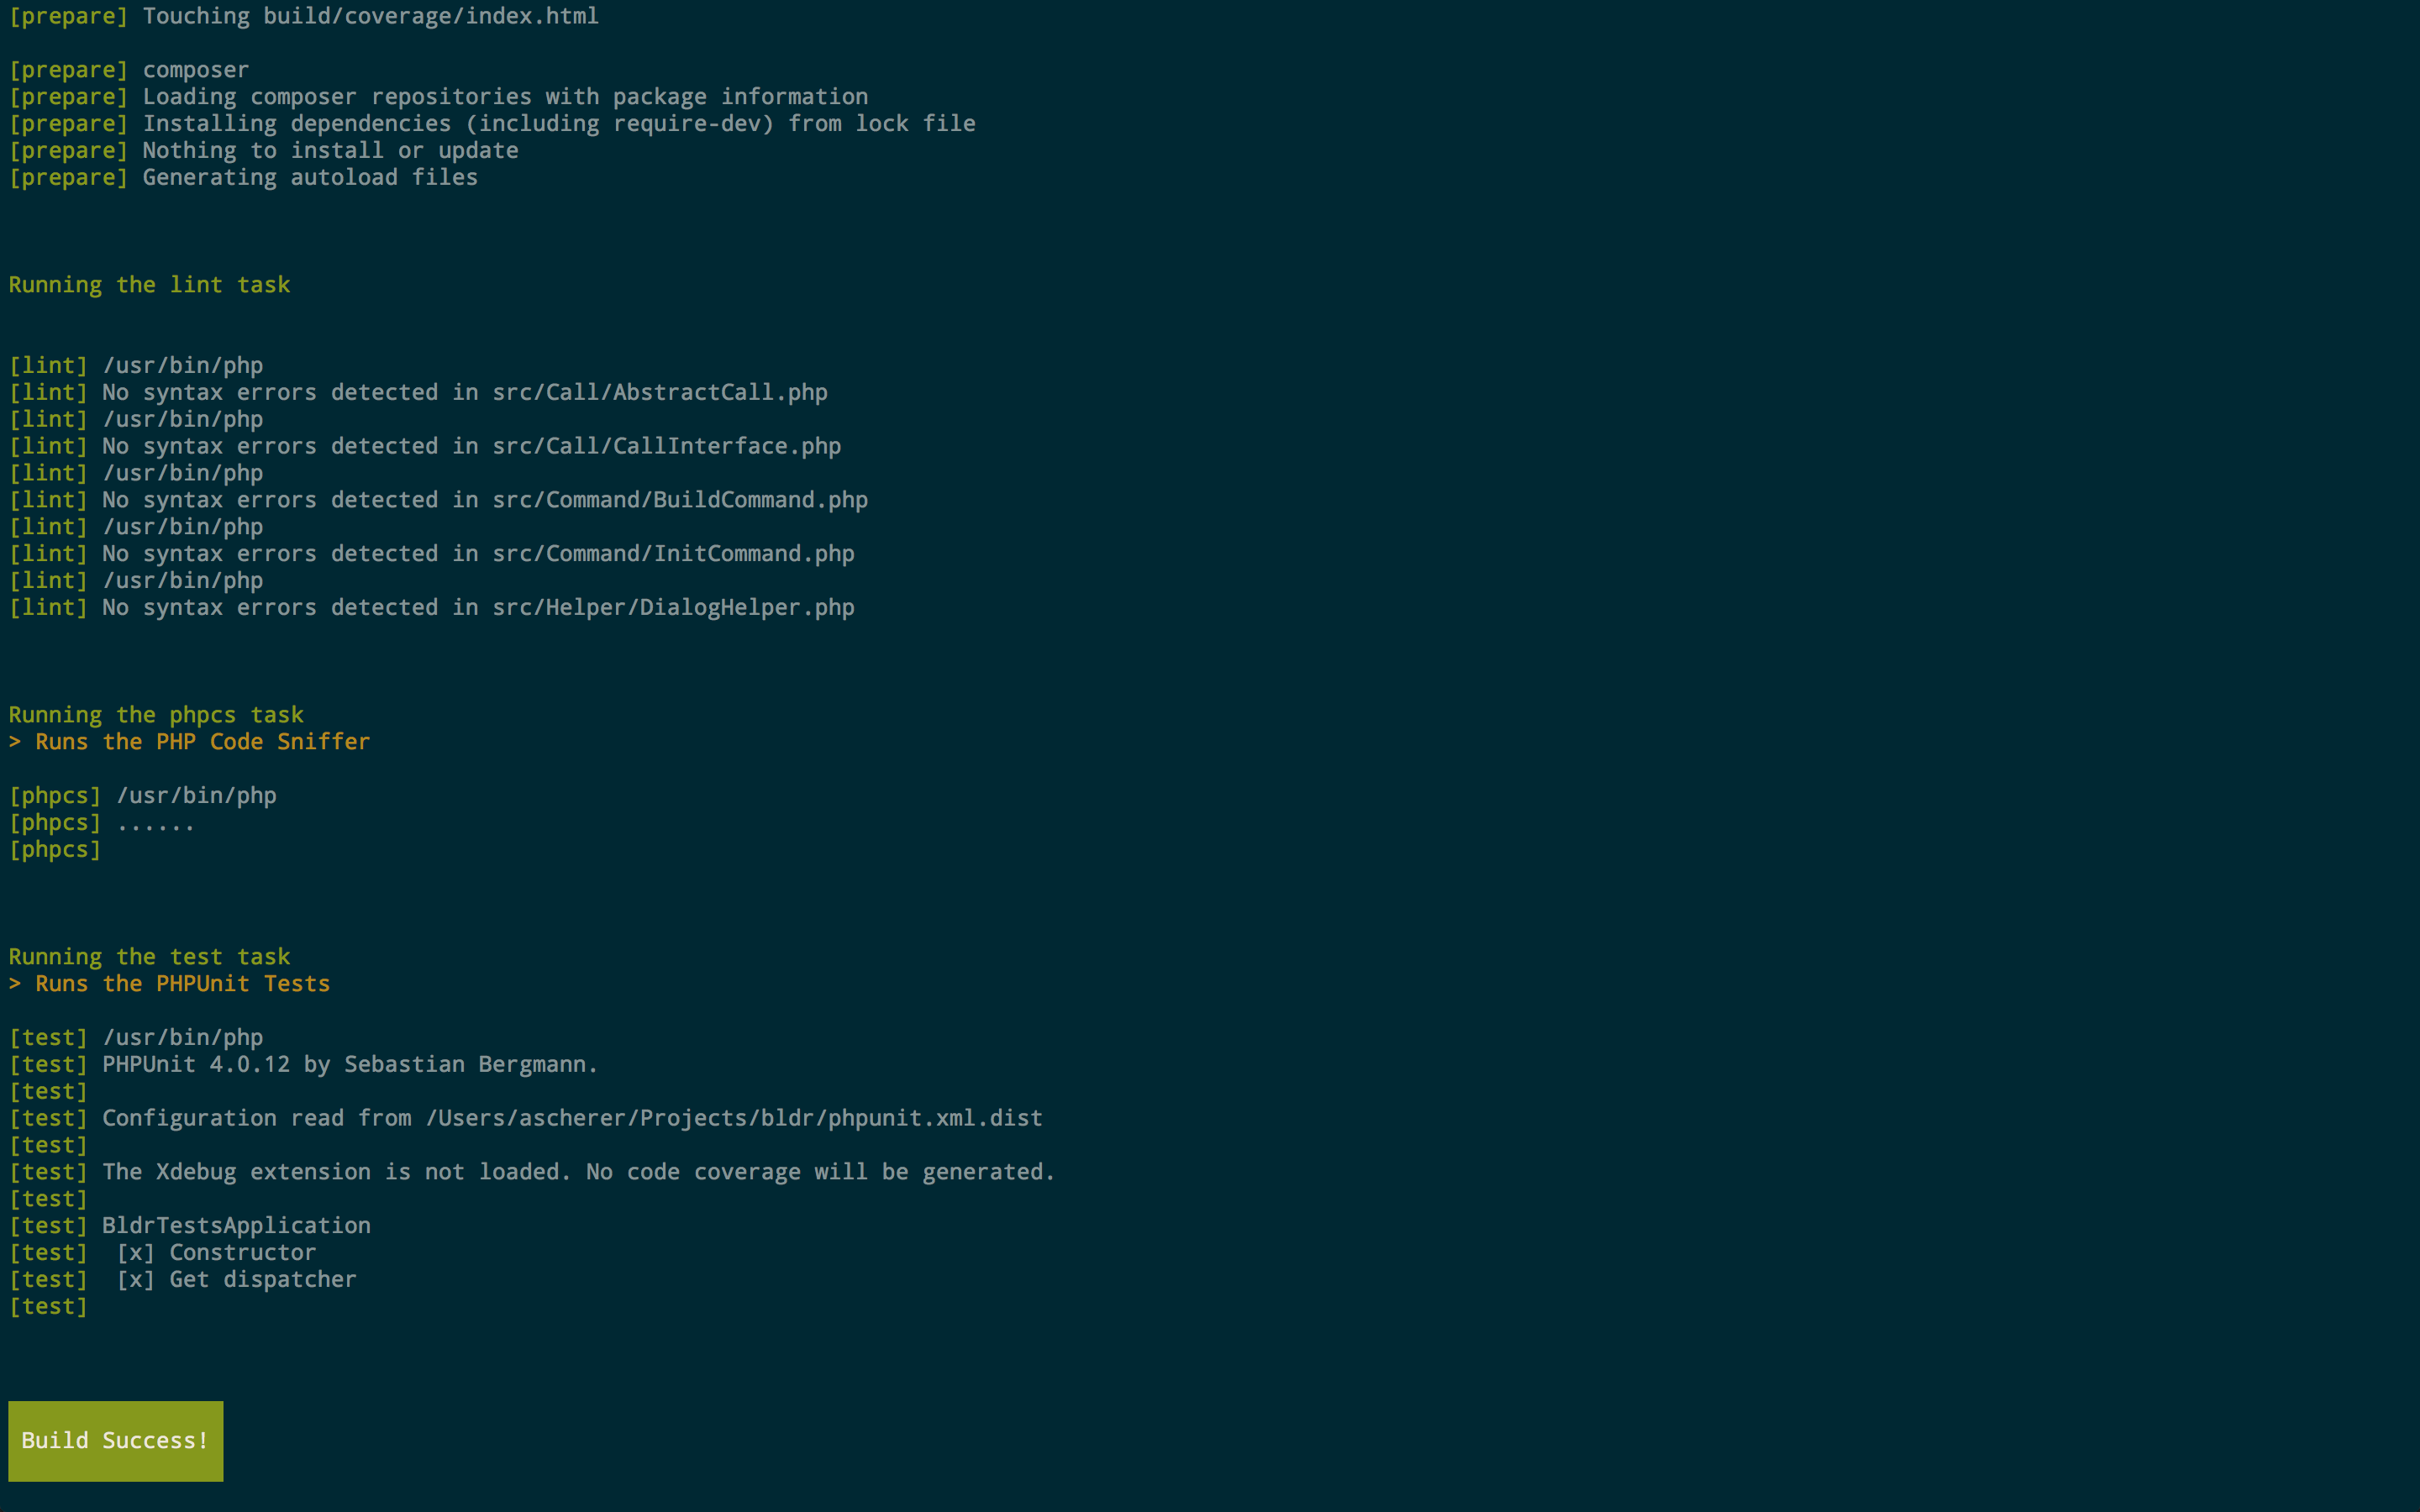 [prepare] Touching build/coverage/index.html
[prepare] composer
[prepare] Loading composer repositories with package information
[prepare] Installing dependencies (including require-dev) from lock file
[prepare] Nothing to install or update
[prepare] Generating autoload files
Running the lint task
[lint] /usr/bin/php
[lint] No syntax errors detected in src/Call/AbstractCall.php
[lint] /usr/bin/php
[lint] No syntax errors detected in src/Call/CallInterface.php
[lint] /usr/bin/php
[lint] No syntax errors detected in src/Command/BuildCommand.php
[lint] /usr/bin/php
[lint] No syntax errors detected in src/Command/InitCommand.php
[lint] /usr/bin/php
[lint] No syntax errors detected in src/Helper/DialogHelper.php
Running the phpcs task
> Runs the PHP Code Sniffer
[phpcs] /usr/bin/php
[phpcs] ......
[phpcs]
Running the test task
> Runs the PHPUnit Tests
[test] /usr/bin/php
[test] PHPUnit 4.0.12 by Sebastian Bergmann.
[test]
[test] Configuration read from /Users/ascherer/Projects/bldr/phpunit.xml.dist
[test]
[test] The Xdebug extension is not loaded. No code coverage will be generated.
[test]
[test] BldrTestsApplication
[test]  [x] Constructor
[test]  [x] Get dispatcher
[test]
Build Success!